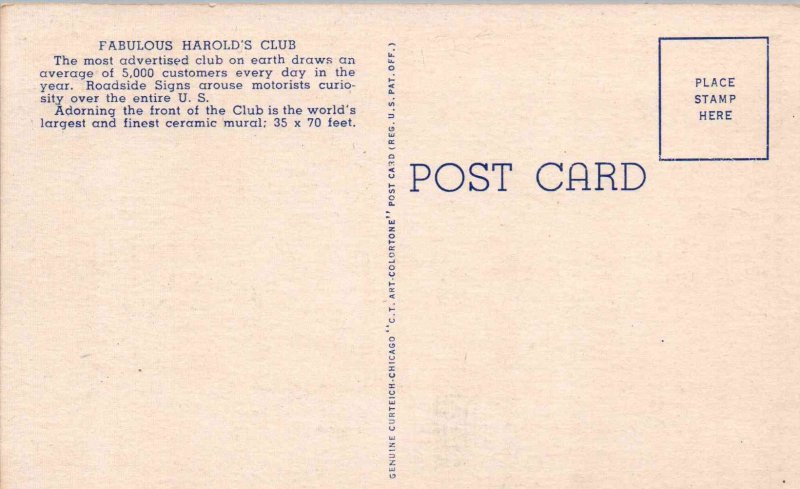 FABULOUS HAROLD'S CLUB
The most advertised club on earth draws an
average of 5,000 customers every day in the
year. Roadside Signs arouse motorists curio-
sity over the entire U. S.
Adorning the front of the Club is the world's
largest and finest ceramic mural; 35 x 70 feet.
GENUINE CURTEICH-CHICAGO "C.T. ART-COLORTONE" POST CARD (REG. U.S. PAT. OFF.)
POST CARD
PLACE
STAMP
HERE